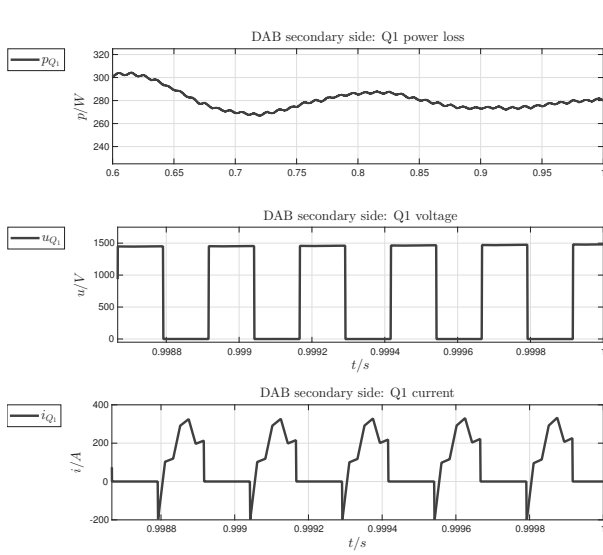 DAB secondary side: Q1 power loss
p_{Q_1}
320
300
280
260
240
p/W
0.6 0.65 0.7 0.75 0.8 0.85 0.9 0.95 1
DAB secondary side: Q1 voltage
u_{Q_1}
1500
1000
500
0
u/V
0.9988 0.999 0.9992 0.9994 0.9996 0.9998
t/s
DAB secondary side: Q1 current
i_{Q_1}
400
200
0
-200
i/A
0.9988 0.999 0.9992 0.9994 0.9996 0.9998
t/s